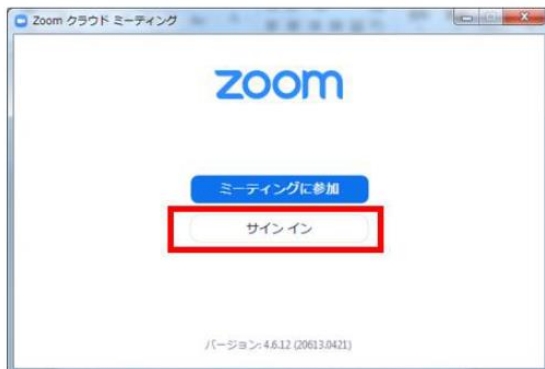 Zoom クラウド ミーティング
zoom
ミーティングに参加
サイン イン
バージョン: 4.6.12 (20613.0421)